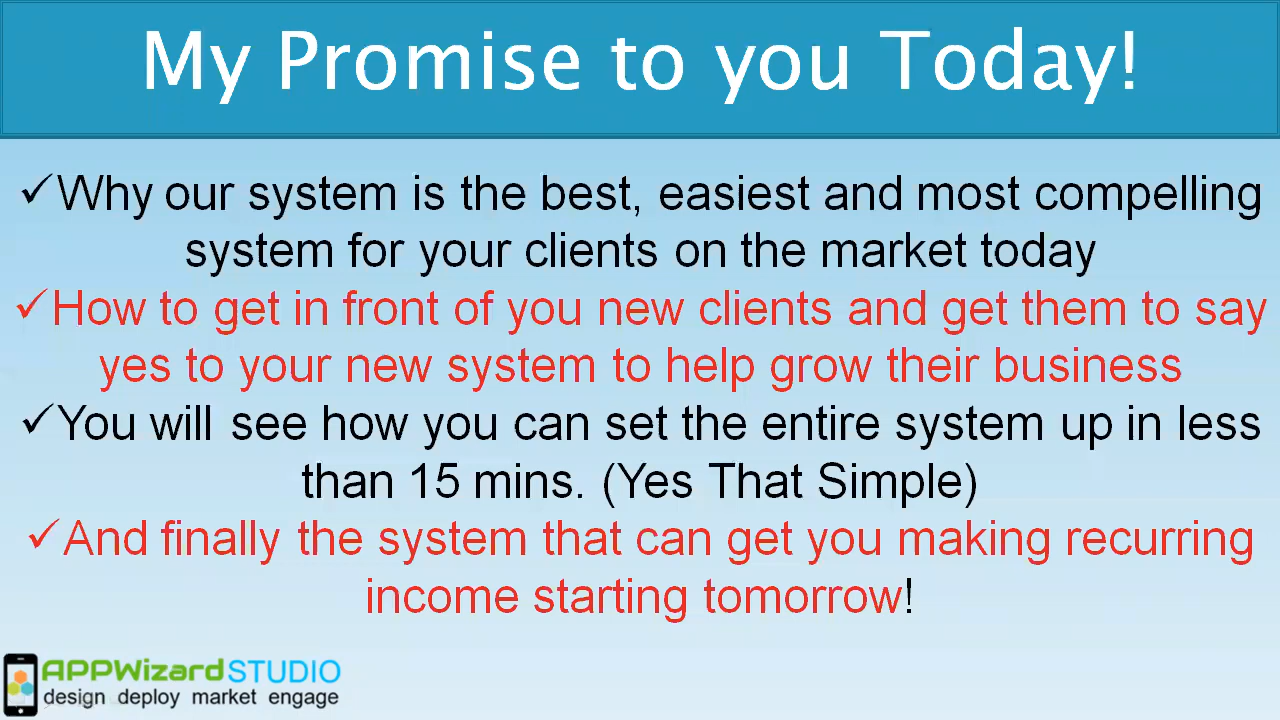 My Promise to you Today!
✓Why our system is the best, easiest and most compelling
system for your clients on the market today
✓How to get in front of you new clients and get them to say
yes to your new system to help grow their business
✓You will see how you can set the entire system up in less
than 15 mins. (Yes That Simple)
✓And finally the system that can get you making recurring
income starting tomorrow!
APPWizardSTUDIO
design deploy market engage